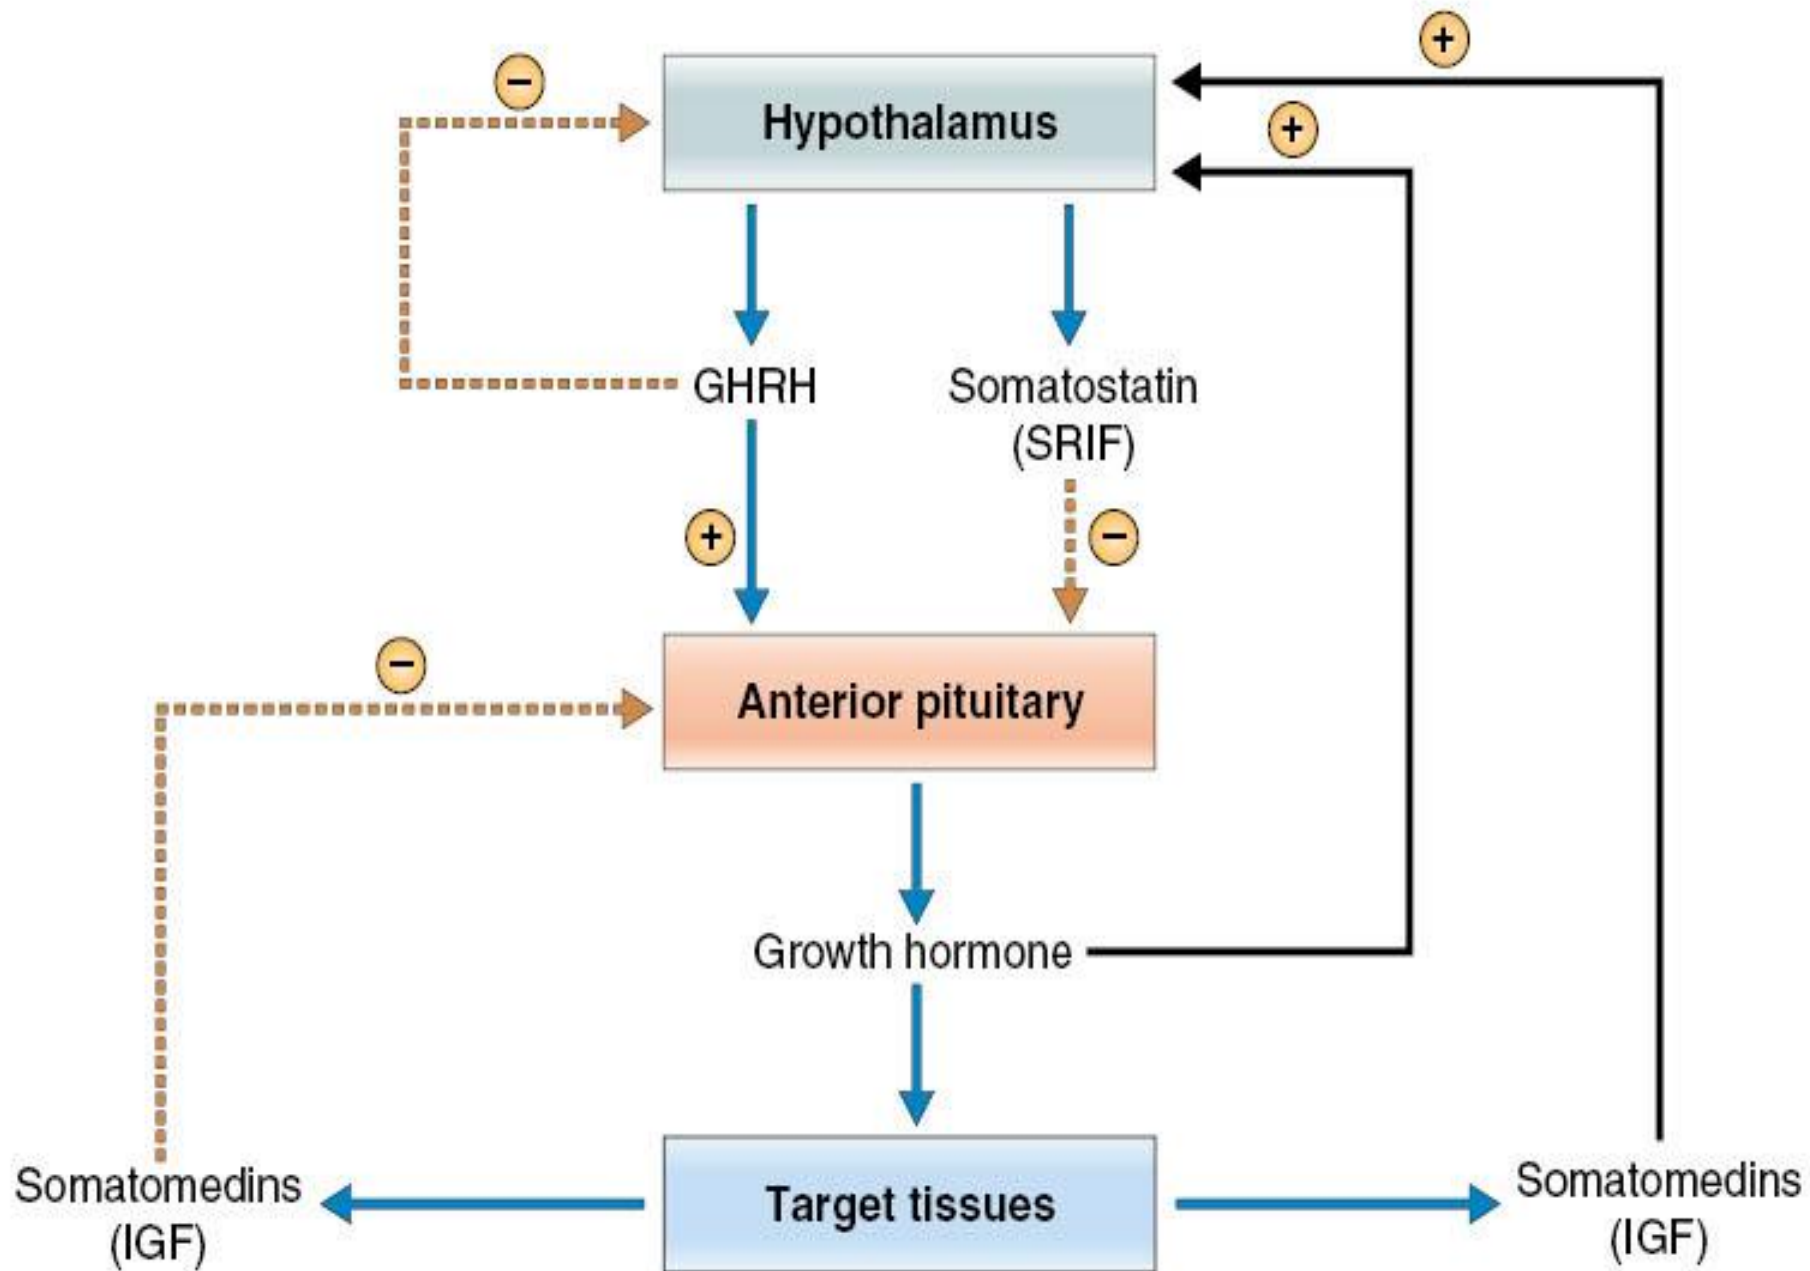 −
+
Hypothalamus
+
GHRH
Somatostatin
(SRIF)
+
−
−
Anterior pituitary
Growth hormone
Somatomedins
(IGF)
Target tissues
Somatomedins
(IGF)